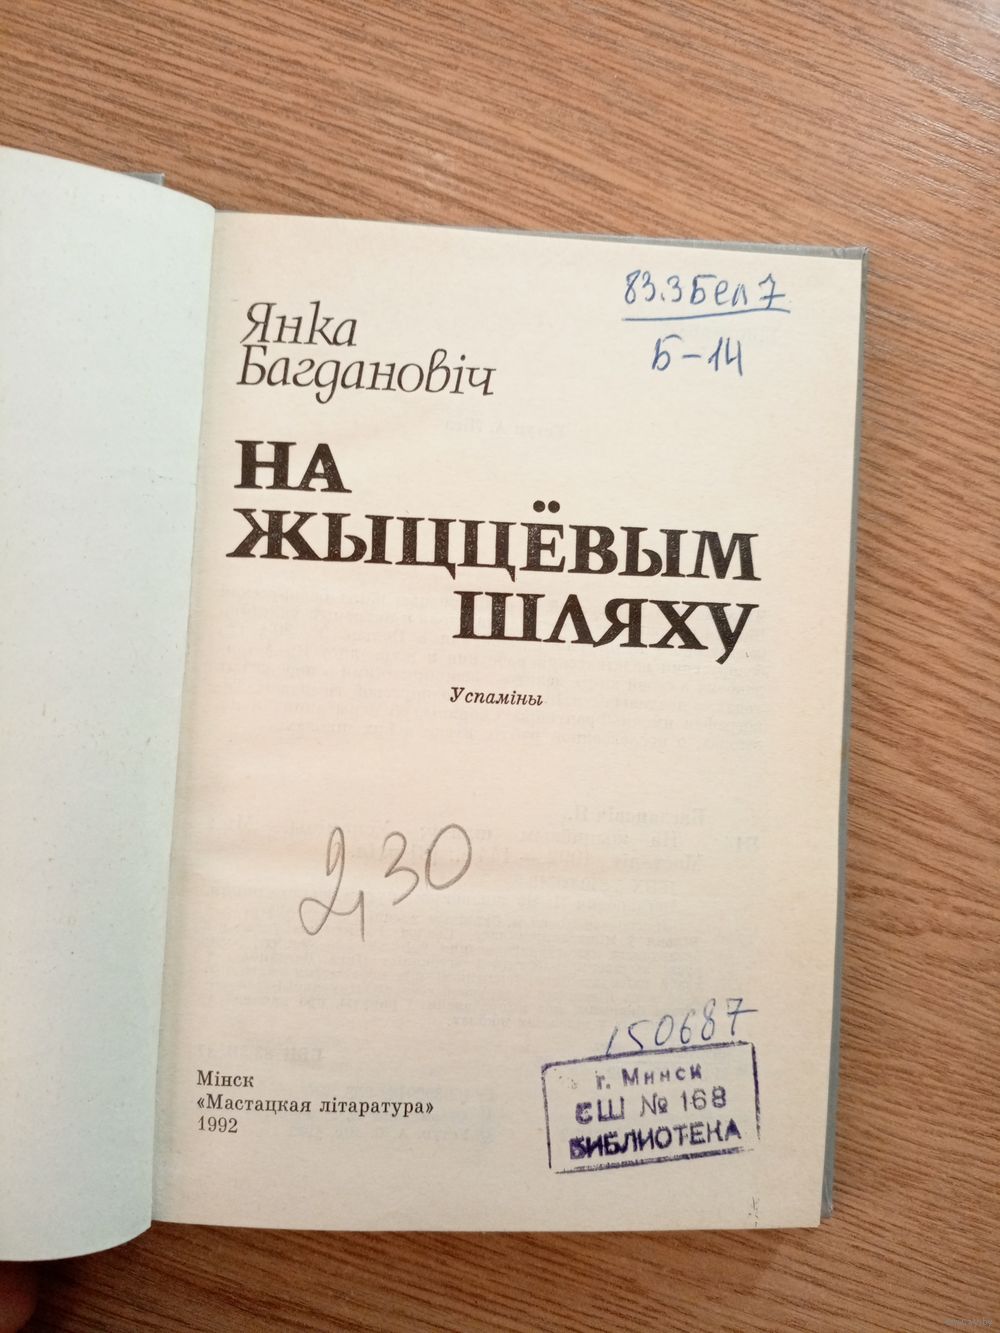 83.3Бел7
Б-14
Янка
Багдановіч
НА
ЖЫЦЦЁВЫМ
ШЛЯХУ
Успаміны
2,30
150687
г. Минск
СШ № 168
БИБЛИОТЕКА
Мінск
«Мастацкая літаратура»
1992